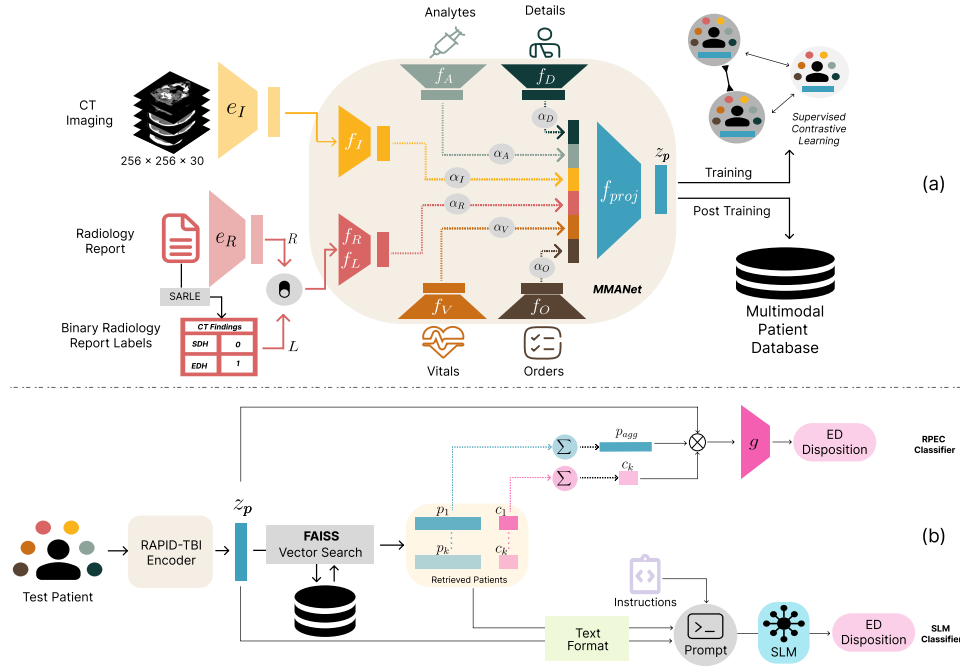 Analytes
Details
CT
Imaging
256 × 256 × 30
e_I
f_A
f_D
f_I
α_D
α_A
α_I
α_R
α_V
α_O
f_proj
z_p
Supervised
Contrastive
Learning
Training
Post Training
(a)
Radiology
Report
e_R
R
f_R
f_L
SARLE
Binary Radiology
Report Labels
CT Findings
SDH 0
EDH 1
L
f_V
f_O
MMANet
Vitals
Orders
Multimodal
Patient
Database
p_agg
∑
c_k
∑
g
ED
Disposition
RPEC
Classifier
z_p
p_1 c_1
p_k c_k
Retrieved Patients
FAISS
Vector Search
RAPID-TBI
Encoder
Test Patient
(b)
Instructions
Text
Format
Prompt
SLM
ED
Disposition
SLM
Classifier